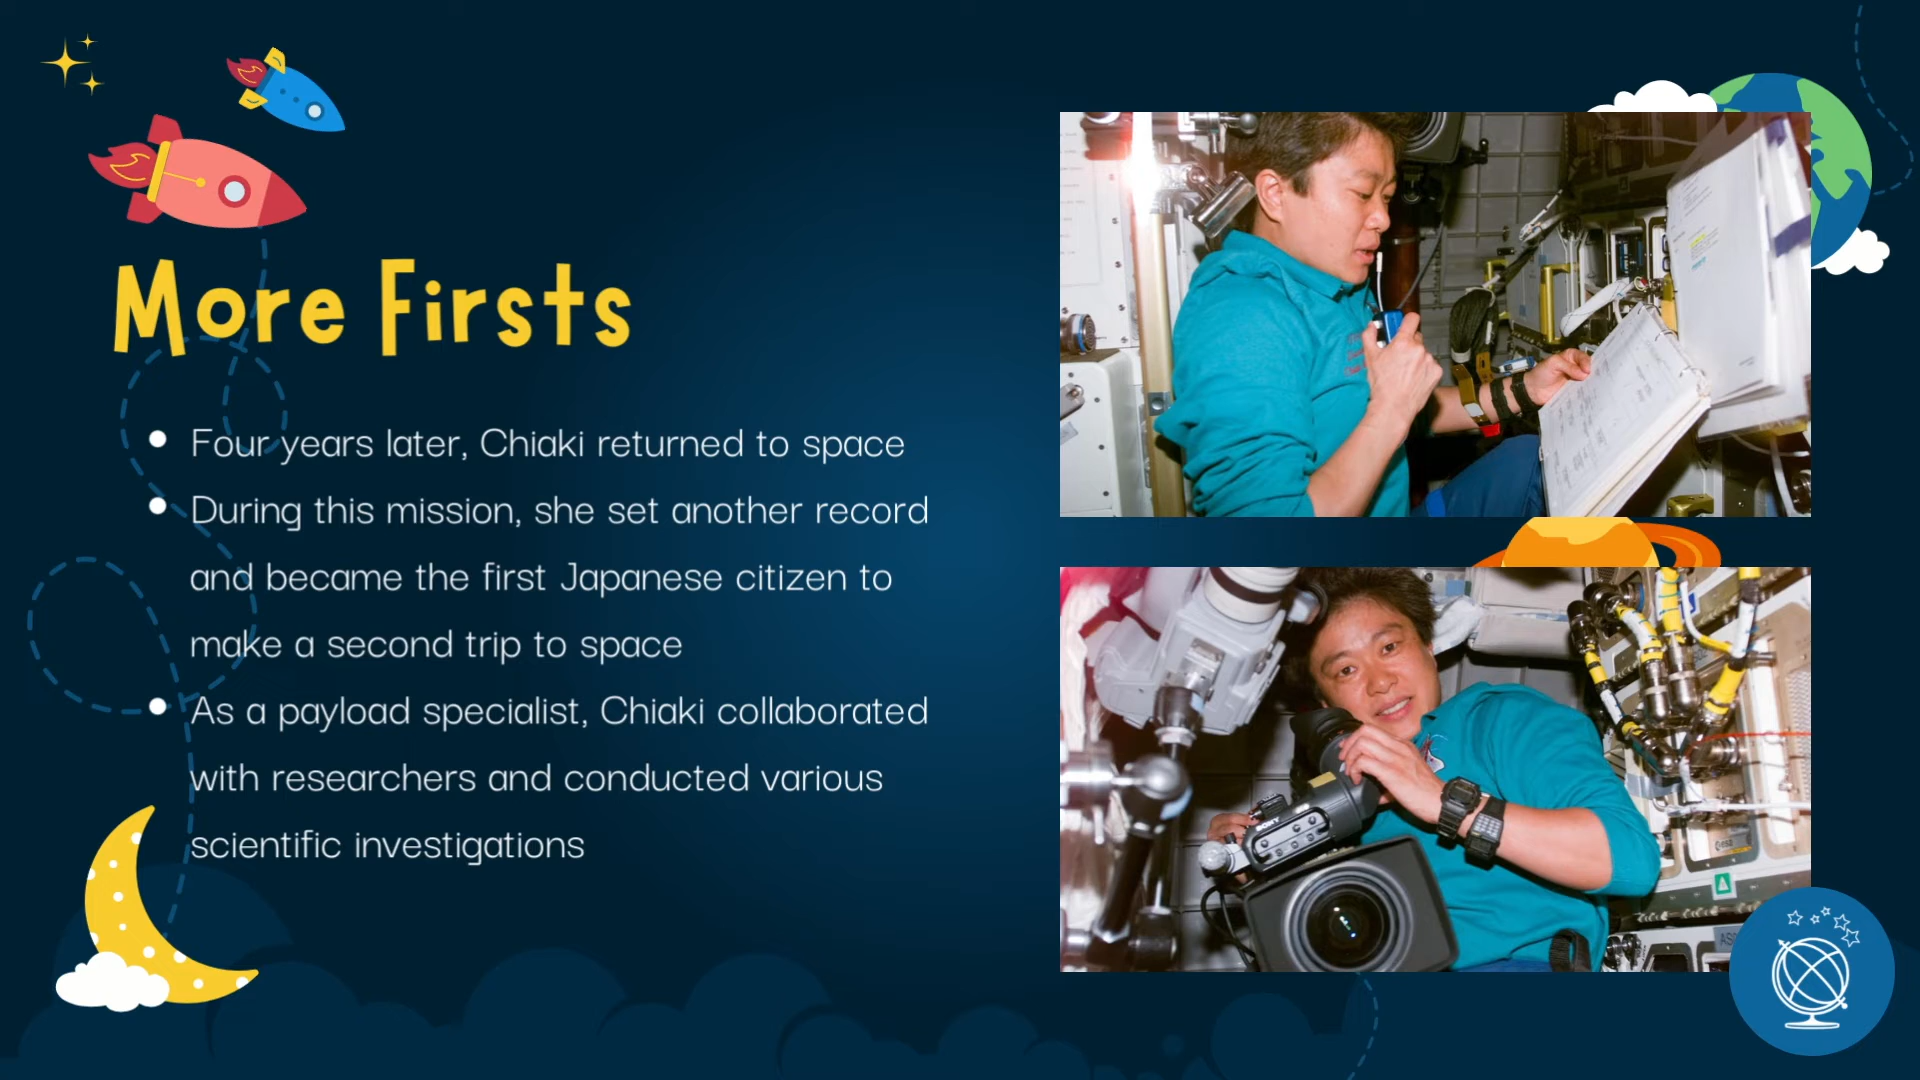 More Firsts
Four years later, Chiaki returned to space
During this mission, she set another record
and became the first Japanese citizen to
make a second trip to space
As a payload specialist, Chiaki collaborated
with researchers and conducted various
scientific investigations
SONY
esa